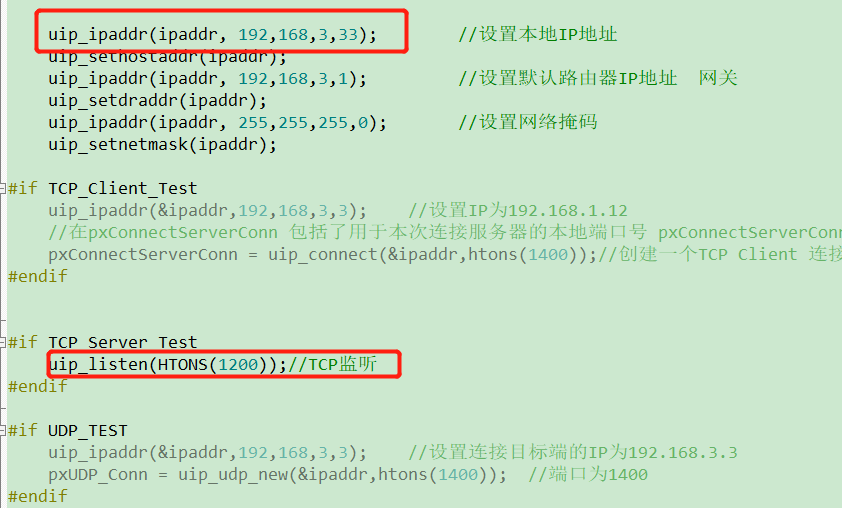 uip_ipaddr(ipaddr, 192,168,3,33); //设置本地IP地址
uip_sethostaddr(ipaddr);
uip_ipaddr(ipaddr, 192,168,3,1); //设置默认路由器IP地址 网关
uip_setdraddr(ipaddr);
uip_ipaddr(ipaddr, 255,255,255,0); //设置网络掩码
uip_setnetmask(ipaddr);
#if TCP_Client_Test
uip_ipaddr(&ipaddr,192,168,3,3); //设置IP为192.168.1.12
//在pxConnectServerConn 包括了用于本次连接服务器的本地端口号 pxConnectServerConn
pxConnectServerConn = uip_connect(&ipaddr,htons(1400));//创建一个TCP Client 连接
#endif
#if TCP_Server_Test
uip_listen(HTONS(1200));//TCP监听
#endif
#if UDP_TEST
uip_ipaddr(&ipaddr,192,168,3,3); //设置连接目标端的IP为192.168.3.3
pxUDP_Conn = uip_udp_new(&ipaddr,htons(1400)); //端口为1400
#endif